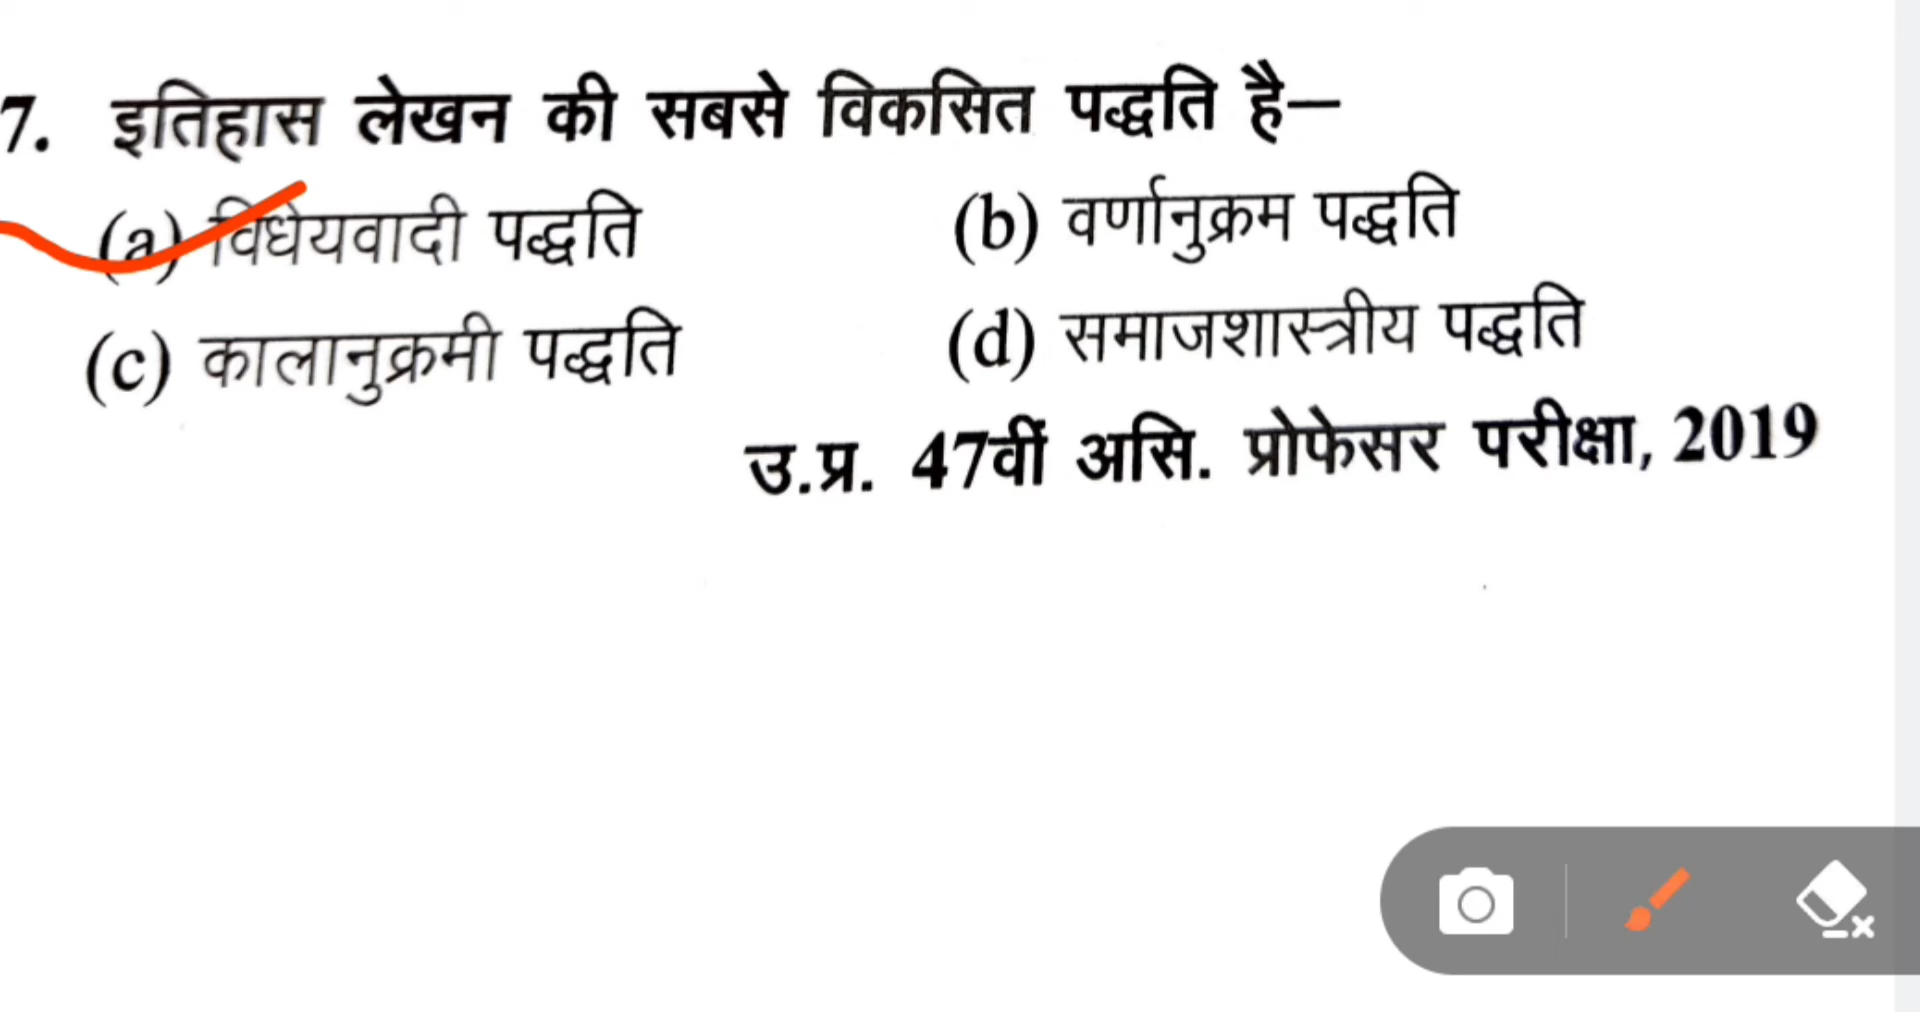 7. इतिहास लेखन की सबसे विकसित पद्धति है—
(a) विधेयवादी पद्धति (b) वर्णानुक्रम पद्धति
(c) कालानुक्रमी पद्धति (d) समाजशास्त्रीय पद्धति
उ.प्र. 47वीं असि. प्रोफेसर परीक्षा, 2019